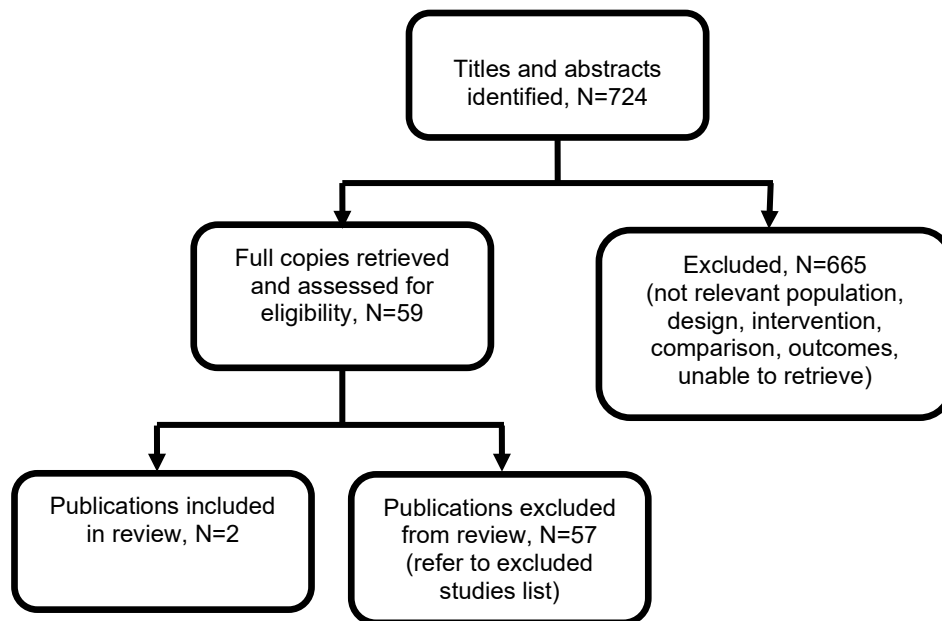 Titles and abstracts
identified, N=724
Full copies retrieved
and assessed for
eligibility, N=59
Excluded, N=665
(not relevant population,
design, intervention,
comparison, outcomes,
unable to retrieve)
Publications included
in review, N=2
Publications excluded
from review, N=57
(refer to excluded
studies list)